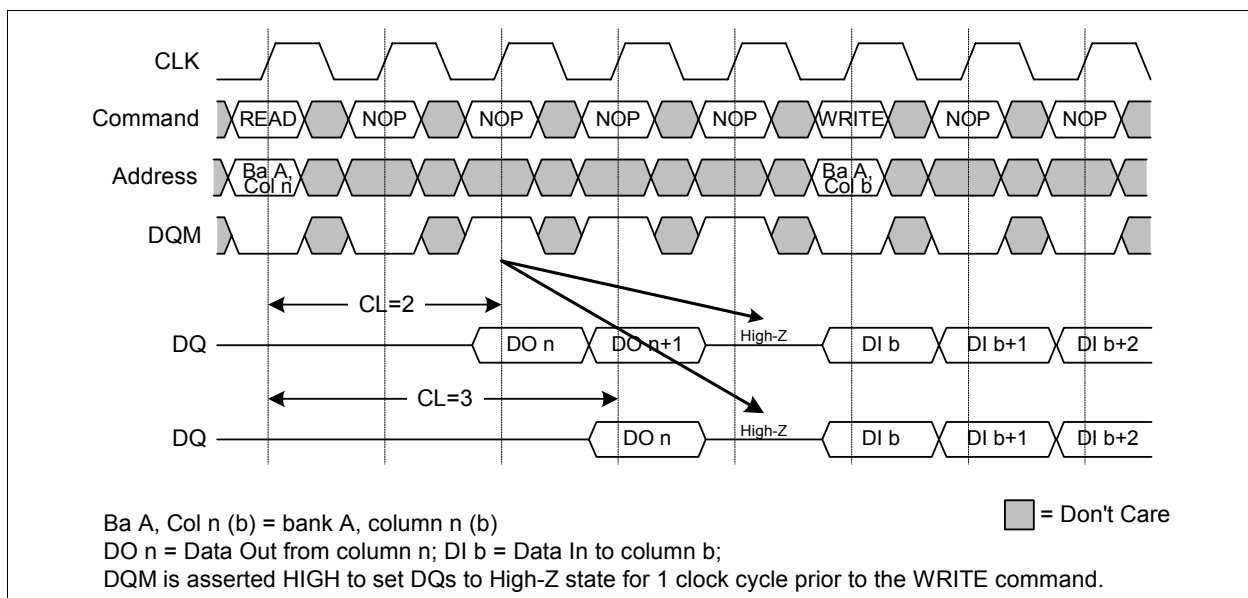 CLK
Command READ NOP NOP NOP NOP WRITE NOP NOP
Address Ba A, Col n Ba A, Col b
DQM
CL=2
DQ DO n DO n+1 High-Z DI b DI b+1 DI b+2
CL=3
DQ DO n High-Z DI b DI b+1 DI b+2
Ba A, Col n (b) = bank A, column n (b)
= Don't Care
DO n = Data Out from column n; DI b = Data In to column b;
DQM is asserted HIGH to set DQs to High-Z state for 1 clock cycle prior to the WRITE command.